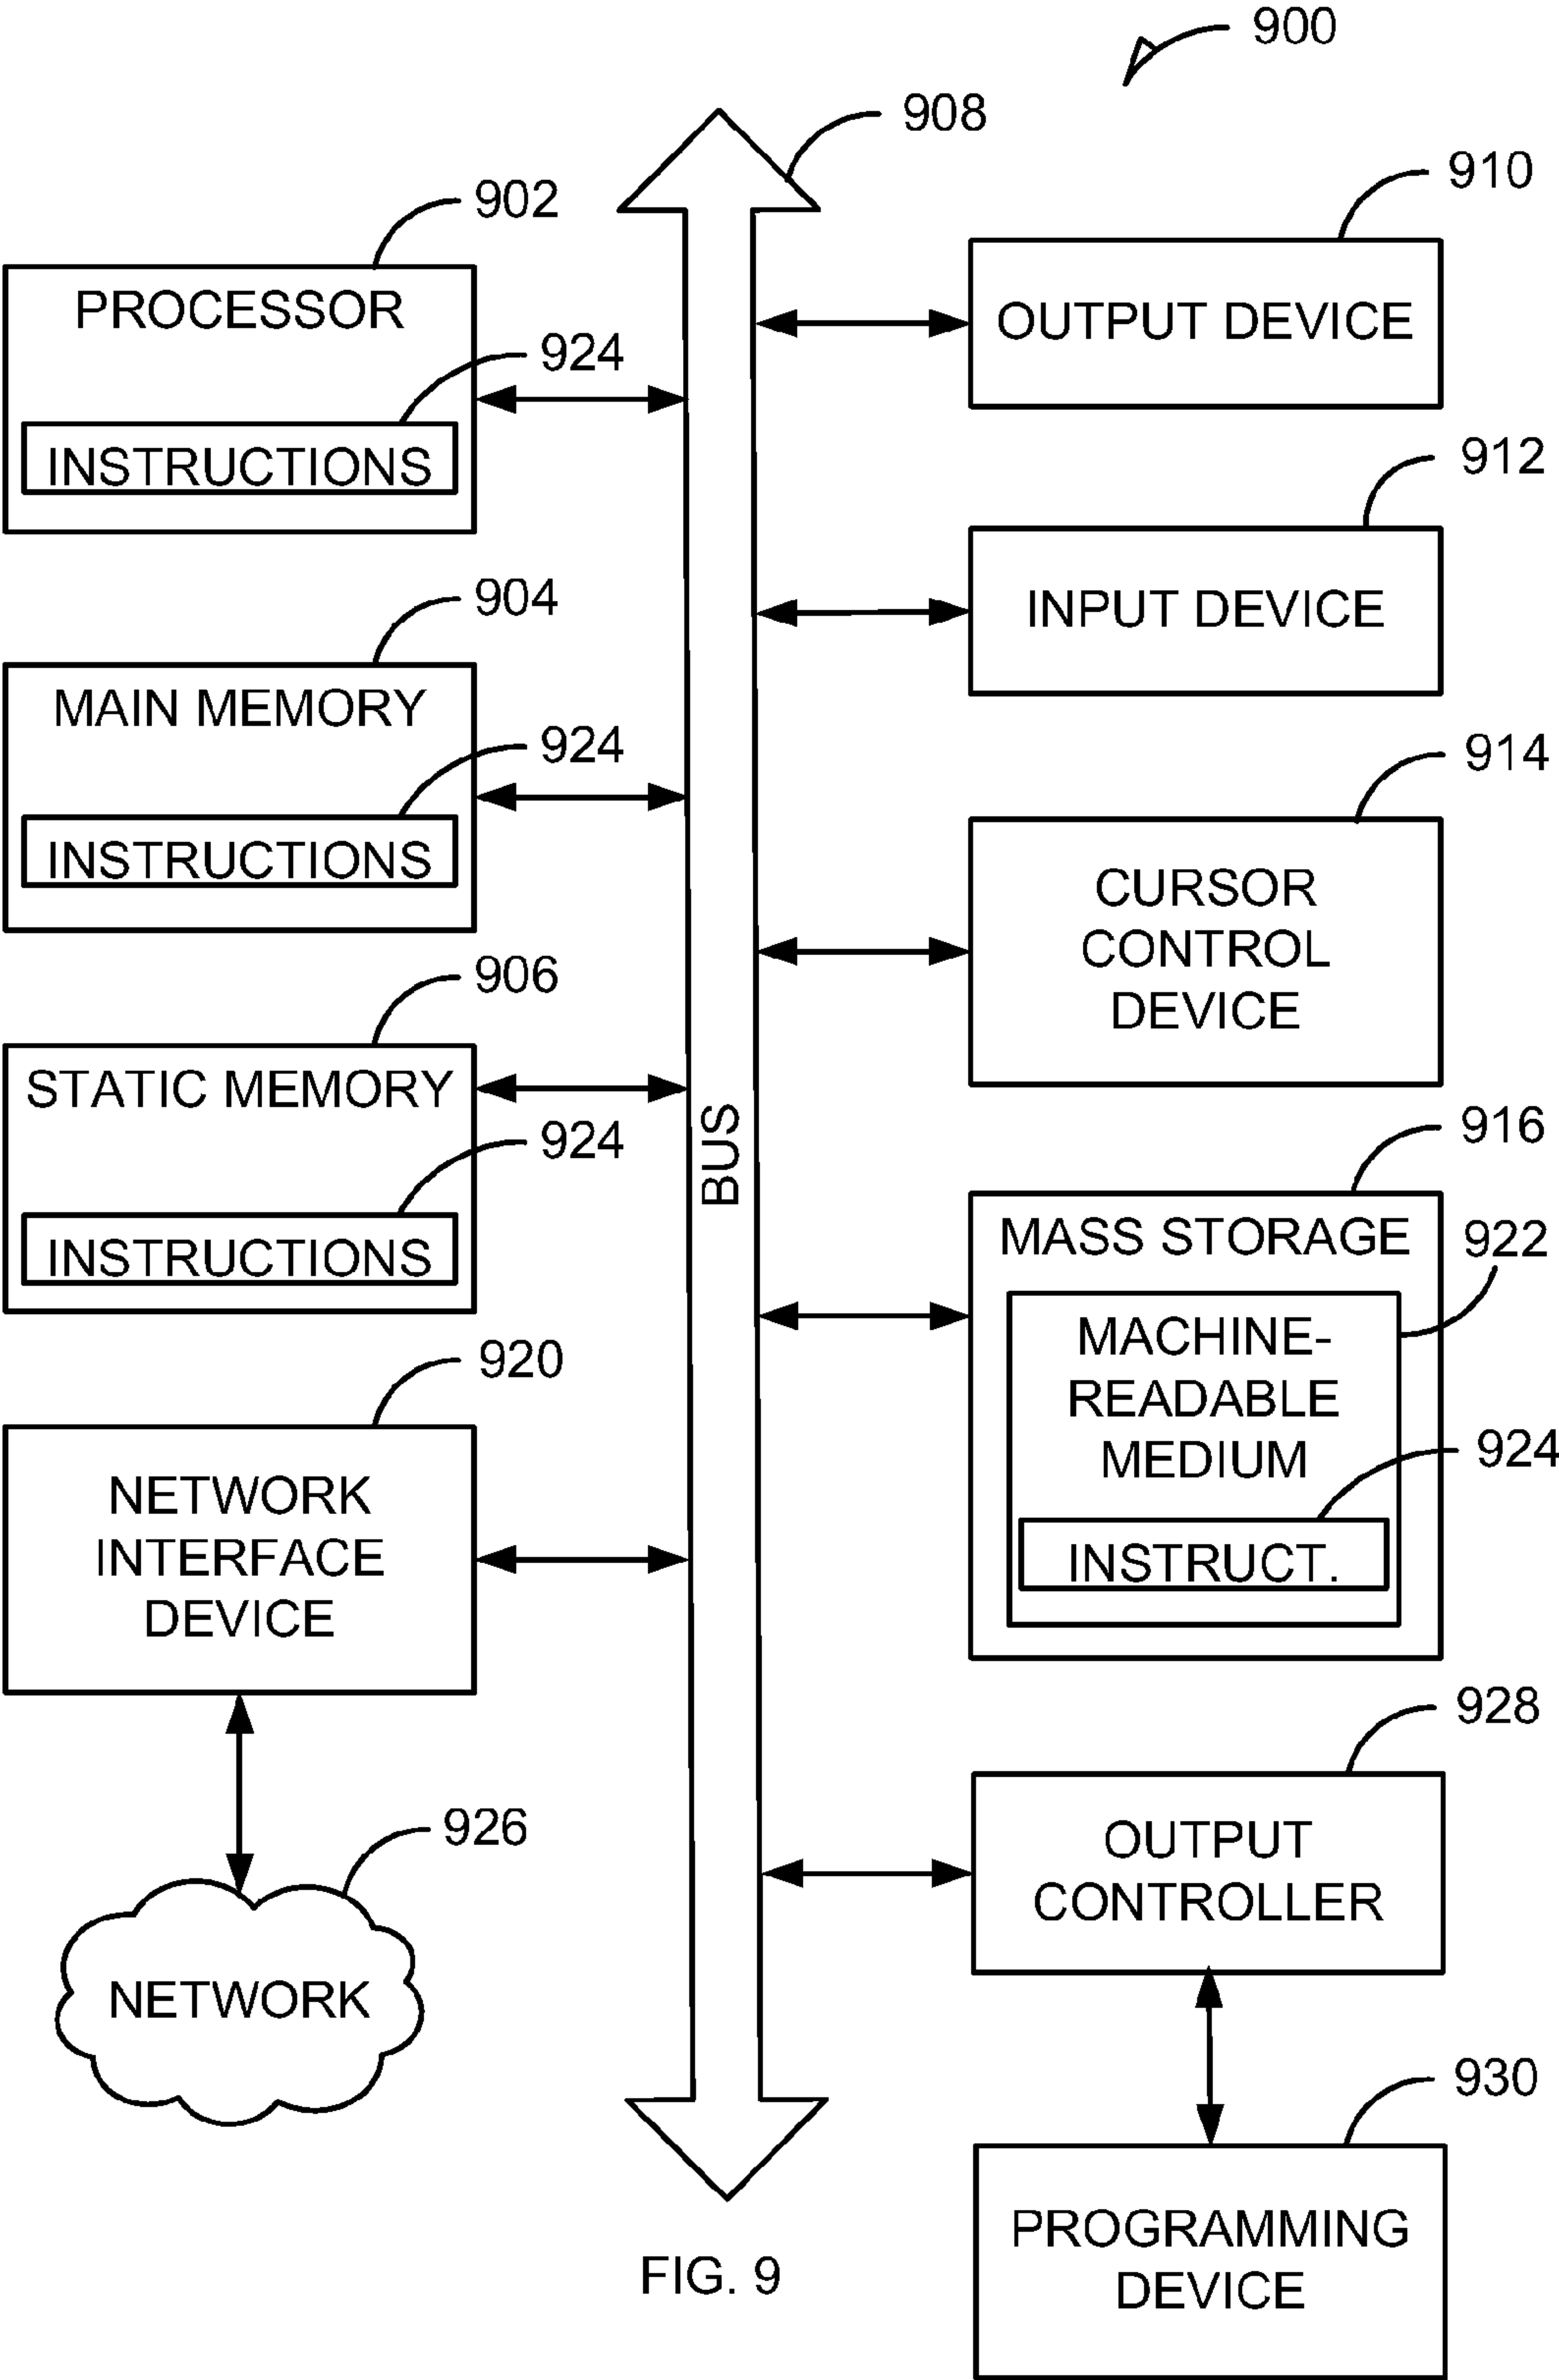 900
908
902
PROCESSOR
924
INSTRUCTIONS
904
MAIN MEMORY
924
INSTRUCTIONS
906
STATIC MEMORY
924
INSTRUCTIONS
920
NETWORK
INTERFACE
DEVICE
926
NETWORK
BUS
910
OUTPUT DEVICE
912
INPUT DEVICE
914
CURSOR
CONTROL
DEVICE
916
MASS STORAGE
922
MACHINE-
READABLE
MEDIUM
924
INSTRUCT.
928
OUTPUT
CONTROLLER
930
PROGRAMMING
DEVICE
FIG. 9